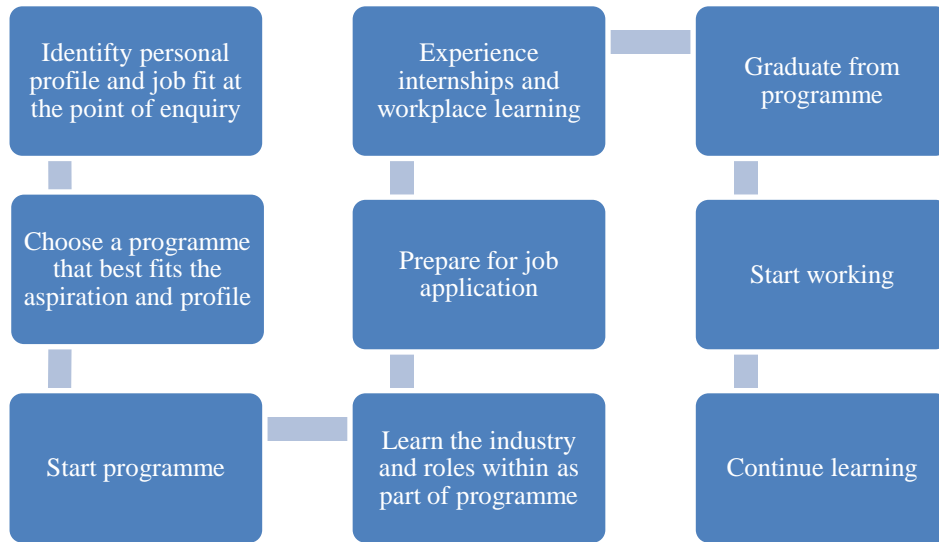 Identifty personal
profile and job fit at
the point of enquiry
Choose a programme
that best fits the
aspiration and profile
Start programme
Learn the industry
and roles within as
part of programme
Prepare for job
application
Experience
internships and
workplace learning
Graduate from
programme
Start working
Continue learning